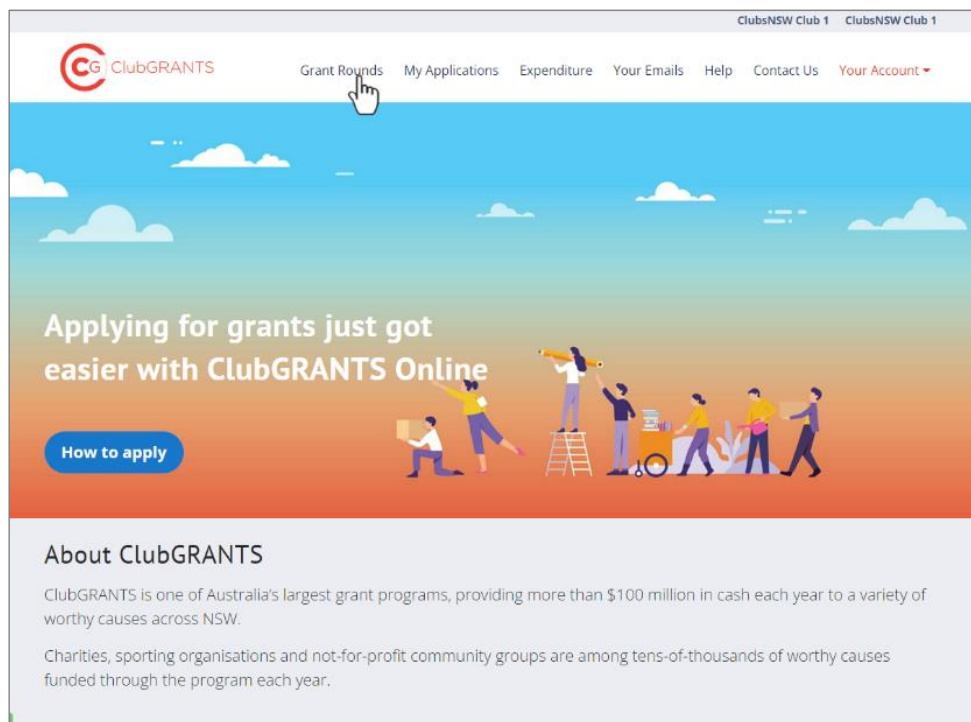 ClubsNSW Club 1 ClubsNSW Club 1
CG ClubGRANTS
Grant Rounds My Applications Expenditure Your Emails Help Contact Us Your Account
Applying for grants just got
easier with ClubGRANTS Online
How to apply
About ClubGRANTS
ClubGRANTS is one of Australia's largest grant programs, providing more than $100 million in cash each year to a variety of
worthy causes across NSW.
Charities, sporting organisations and not-for-profit community groups are among tens-of-thousands of worthy causes
funded through the program each year.